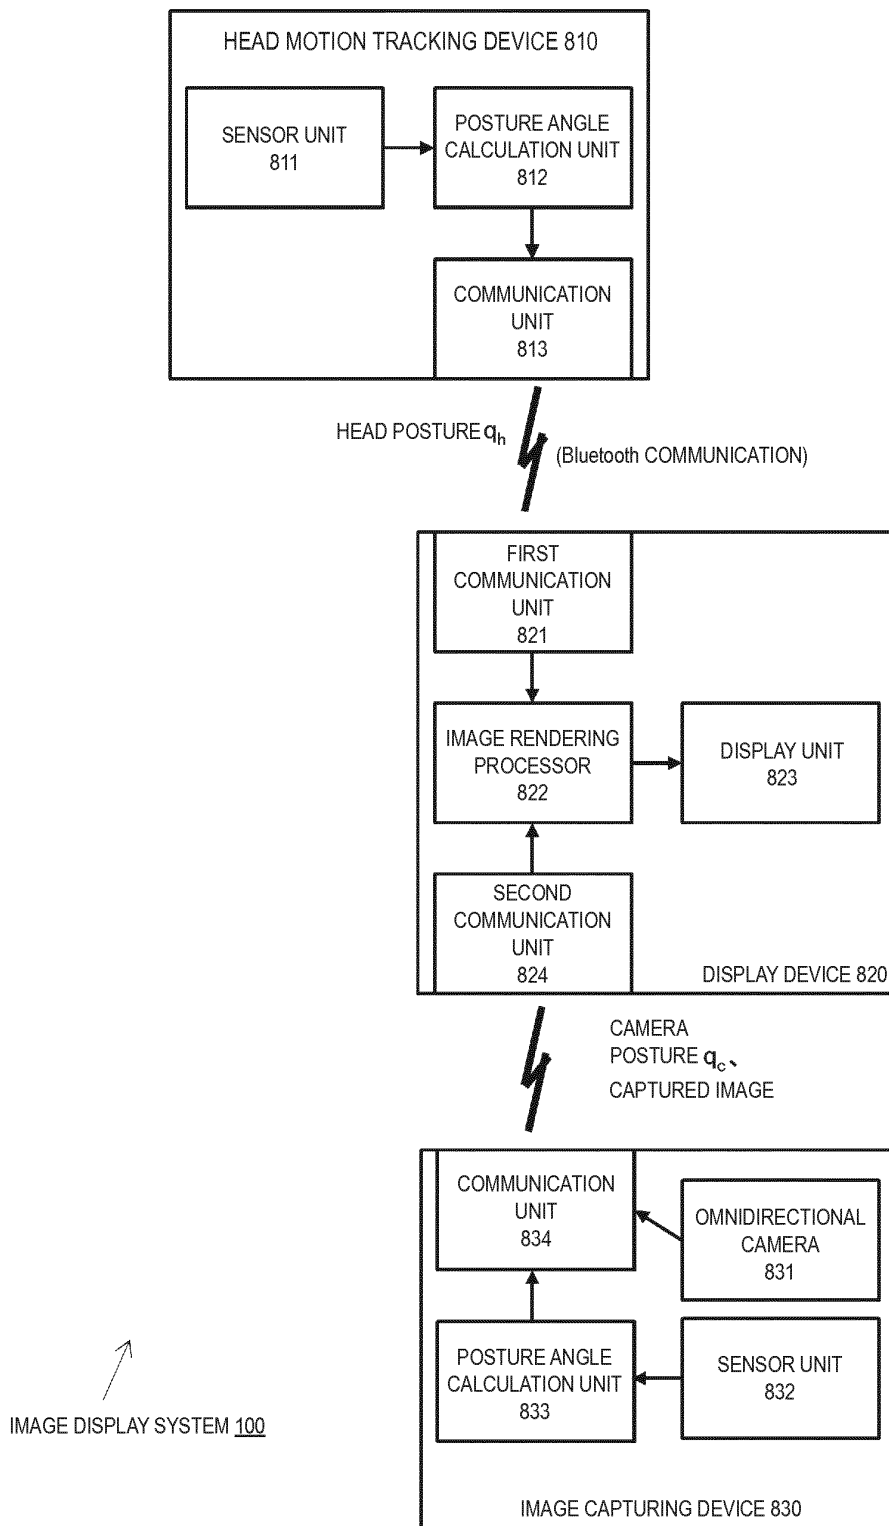 HEAD MOTION TRACKING DEVICE 810
SENSOR UNIT
811
POSTURE ANGLE
CALCULATION UNIT
812
COMMUNICATION
UNIT
813
HEAD POSTURE qh
(Bluetooth COMMUNICATION)
FIRST
COMMUNICATION
UNIT
821
IMAGE RENDERING
PROCESSOR
822
DISPLAY UNIT
823
SECOND
COMMUNICATION
UNIT
824
DISPLAY DEVICE 820
CAMERA
POSTURE qc、
CAPTURED IMAGE
COMMUNICATION
UNIT
834
OMNIDIRECTIONAL
CAMERA
831
POSTURE ANGLE
CALCULATION UNIT
833
SENSOR UNIT
832
IMAGE DISPLAY SYSTEM 100
IMAGE CAPTURING DEVICE 830